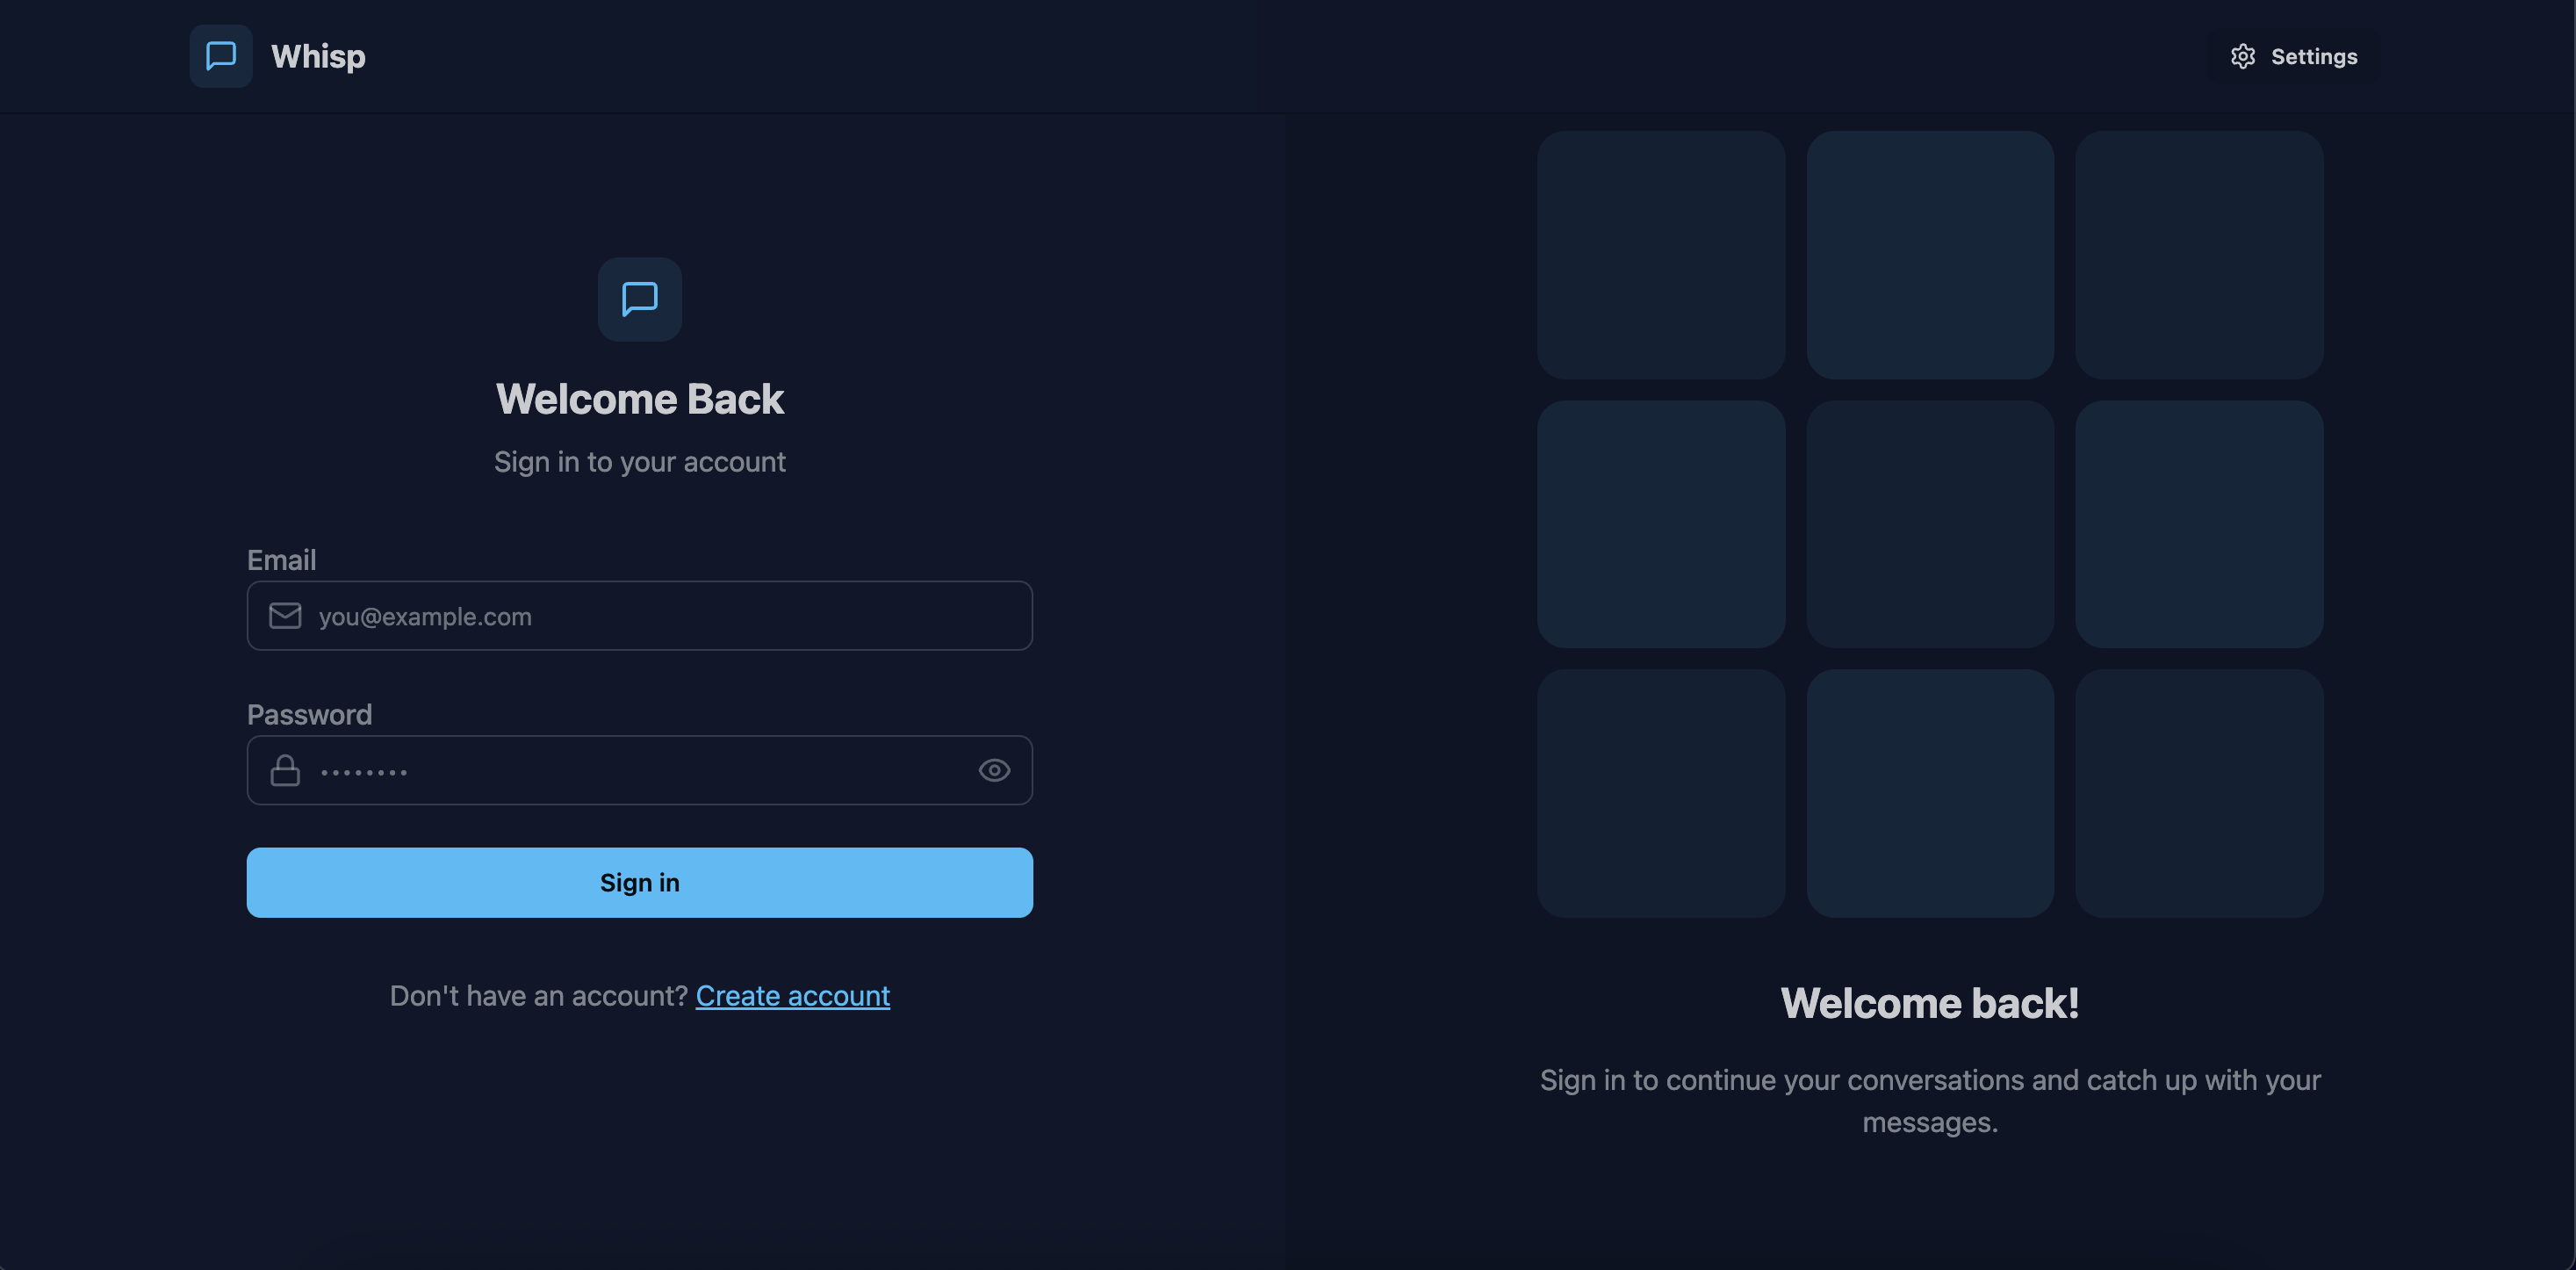 Whisp
Settings
Welcome Back
Sign in to your account
Email
you@example.com
Password
••••••••
Sign in
Don't have an account? Create account
Welcome back!
Sign in to continue your conversations and catch up with your
messages.